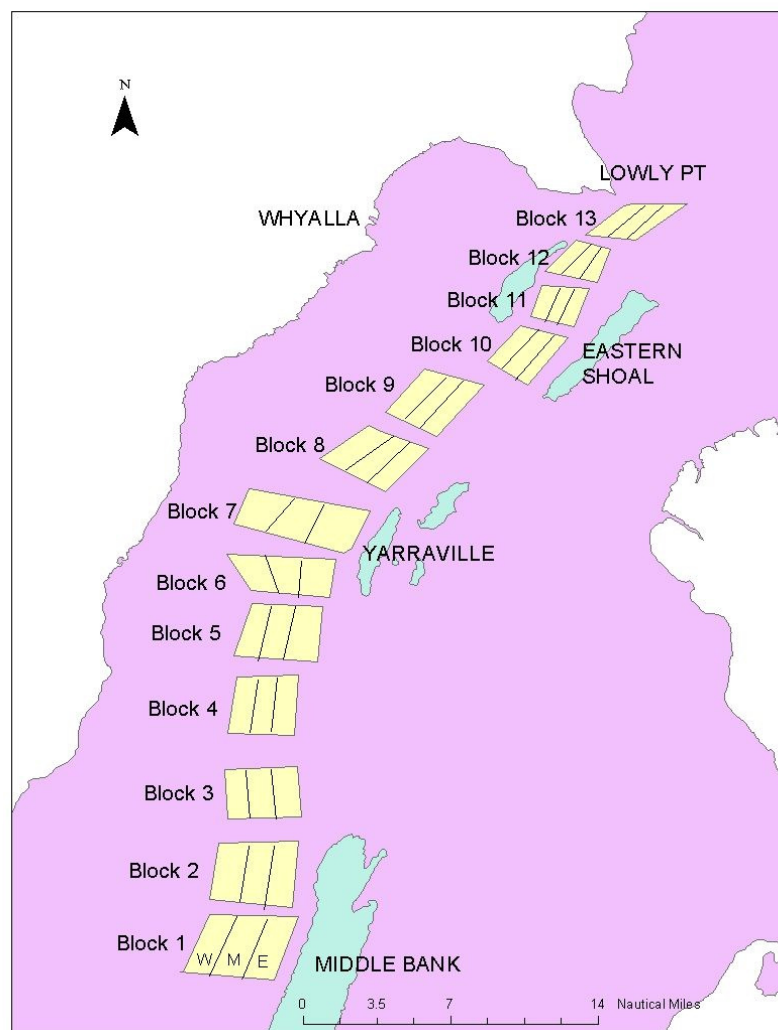 N
LOWLY PT
WHYALLA
Block 13
Block 12
Block 11
Block 10
EASTERN
SHOAL
Block 9
Block 8
Block 7
YARRAVILLE
Block 6
Block 5
Block 4
Block 3
Block 2
Block 1
W M E
MIDDLE BANK
0 3.5 7 14 Nautical Miles